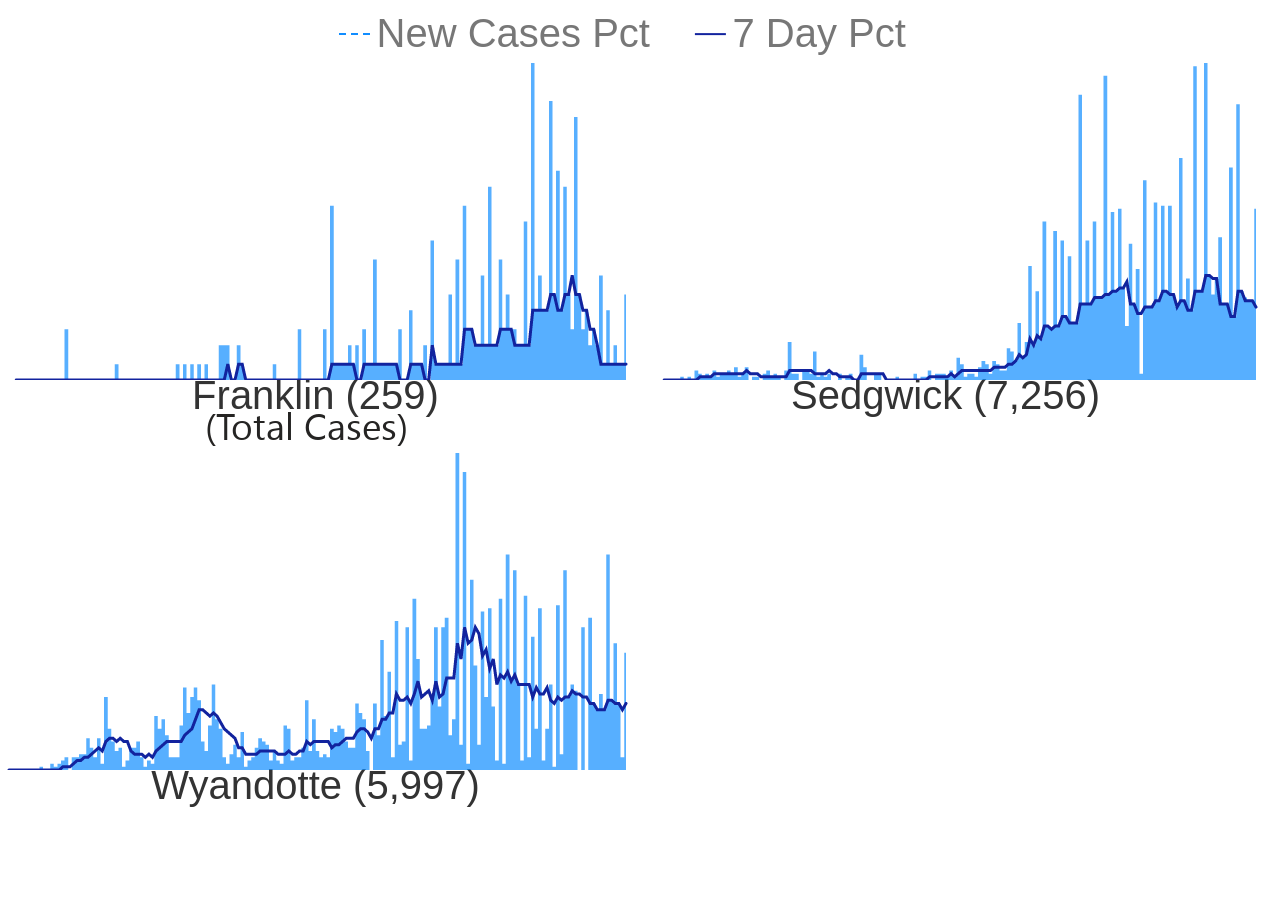 New Cases Pct 7 Day Pct
Franklin (259) Sedgwick (7,256)
(Total Cases)
Wyandotte (5,997)